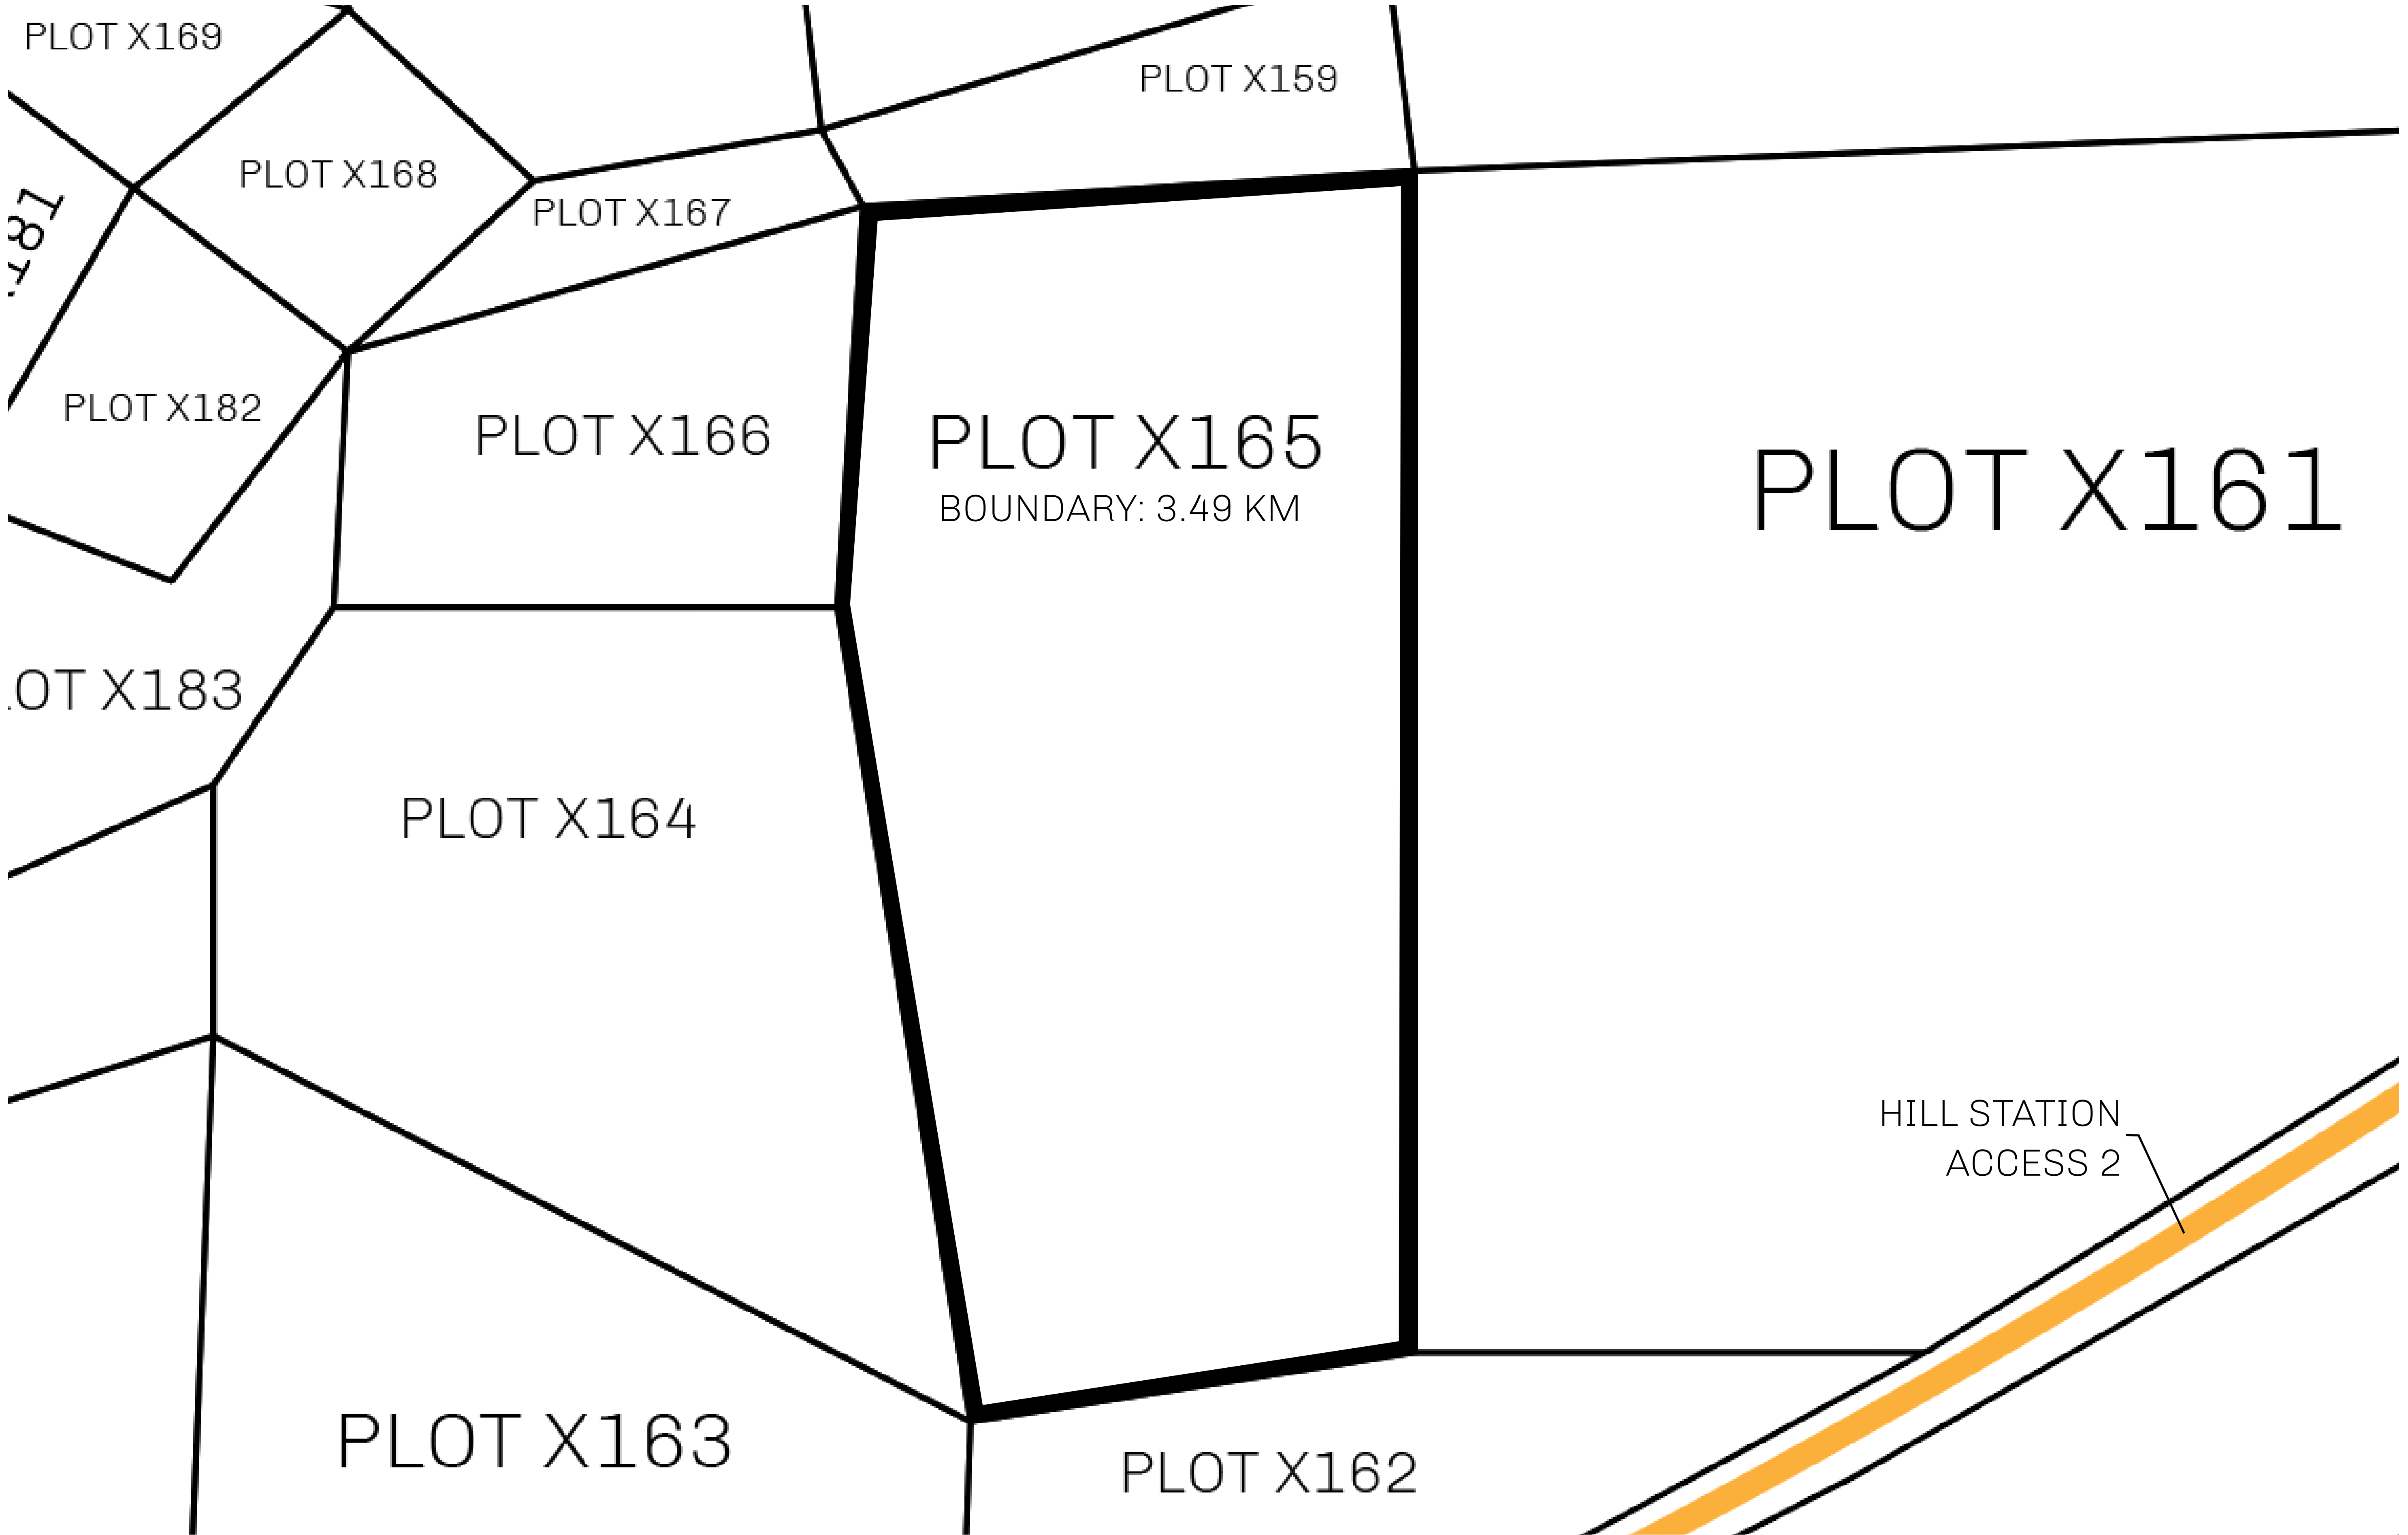 PLOT X169
PLOT X159
PLOT X168
181
PLOT X167
PLOT X182
PLOT X166
PLOT X165
BOUNDARY: 3.49 KM
PLOT X161
OT X183
PLOT X164
HILL STATION
ACCESS 2
PLOT X163
PLOT X162